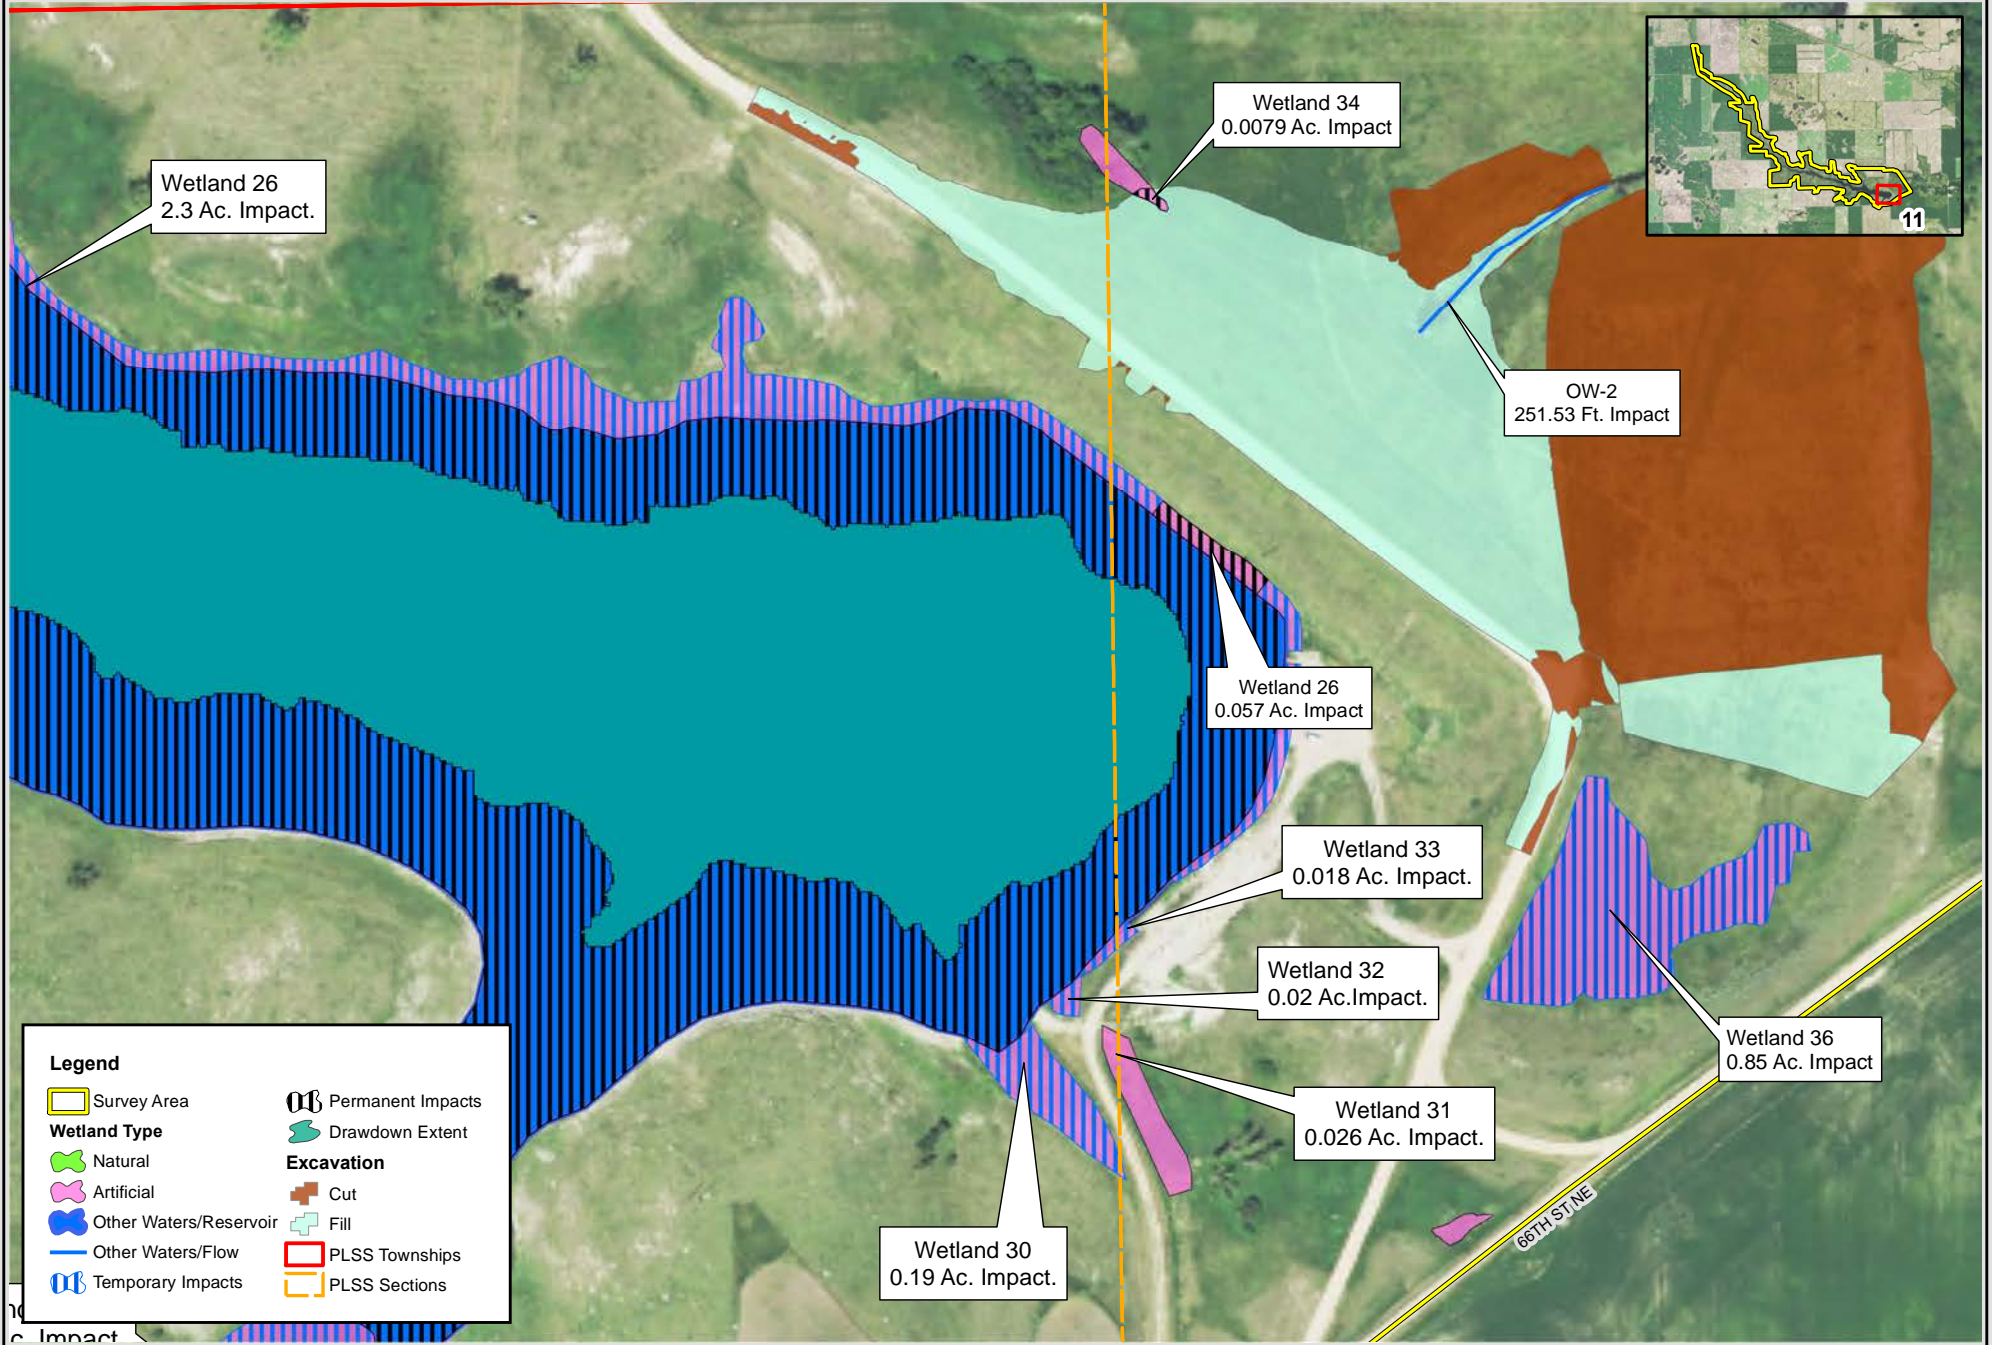 Wetland 34
0.0079 Ac. Impact
11
Wetland 26
2.3 Ac. Impact.
OW-2
251.53 Ft. Impact
Wetland 26
0.057 Ac. Impact
Wetland 33
0.018 Ac. Impact.
Wetland 32
0.02 Ac.Impact.
Wetland 36
0.85 Ac. Impact
Wetland 31
0.026 Ac. Impact.
Wetland 30
0.19 Ac. Impact.
66TH ST NE
Legend
Survey Area
Wetland Type
Natural
Artificial
Other Waters/Reservoir
Other Waters/Flow
Temporary Impacts
Permanent Impacts
Drawdown Extent
Excavation
Cut
Fill
PLSS Townships
PLSS Sections
c. Impact